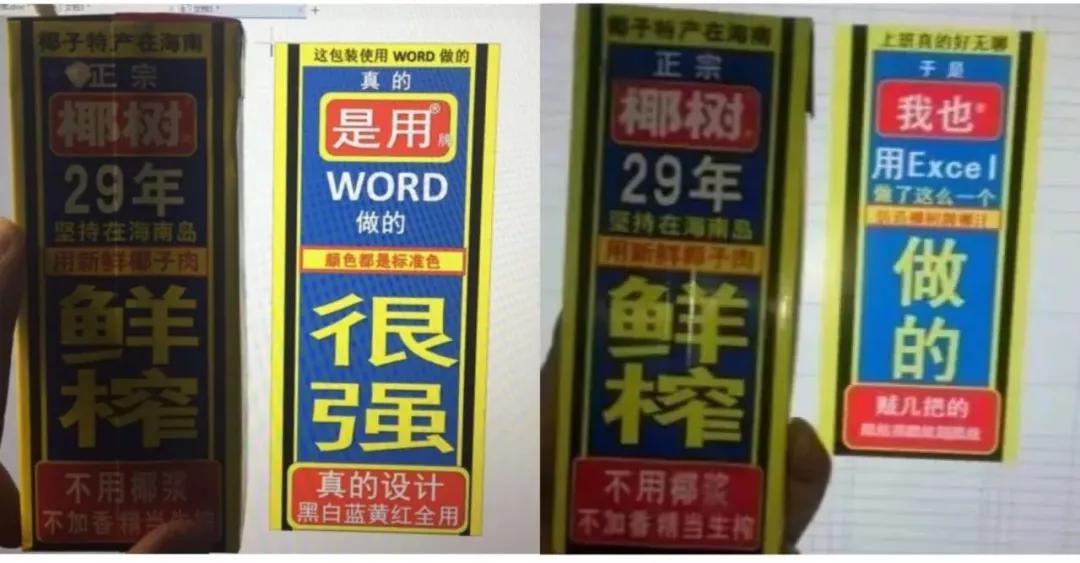 椰子特产在海南
正宗
椰树
29年
坚持在海南岛
用新鲜椰子肉
鲜
榨
不用椰浆
不加香精当生榨
这包装使用 WORD 做的
真的
是用®
牌
WORD
做的
颜色都是标准色
很
强
真的设计
黑白蓝黄红全用
椰子特产在海南
正宗
椰树
29年
坚持在海南岛
用新鲜椰子肉
鲜
榨
不用椰浆
不加香精当生榨
上班真的好无聊
于是
我也®
用Excel
做了这么一个
做
的
贼几把的